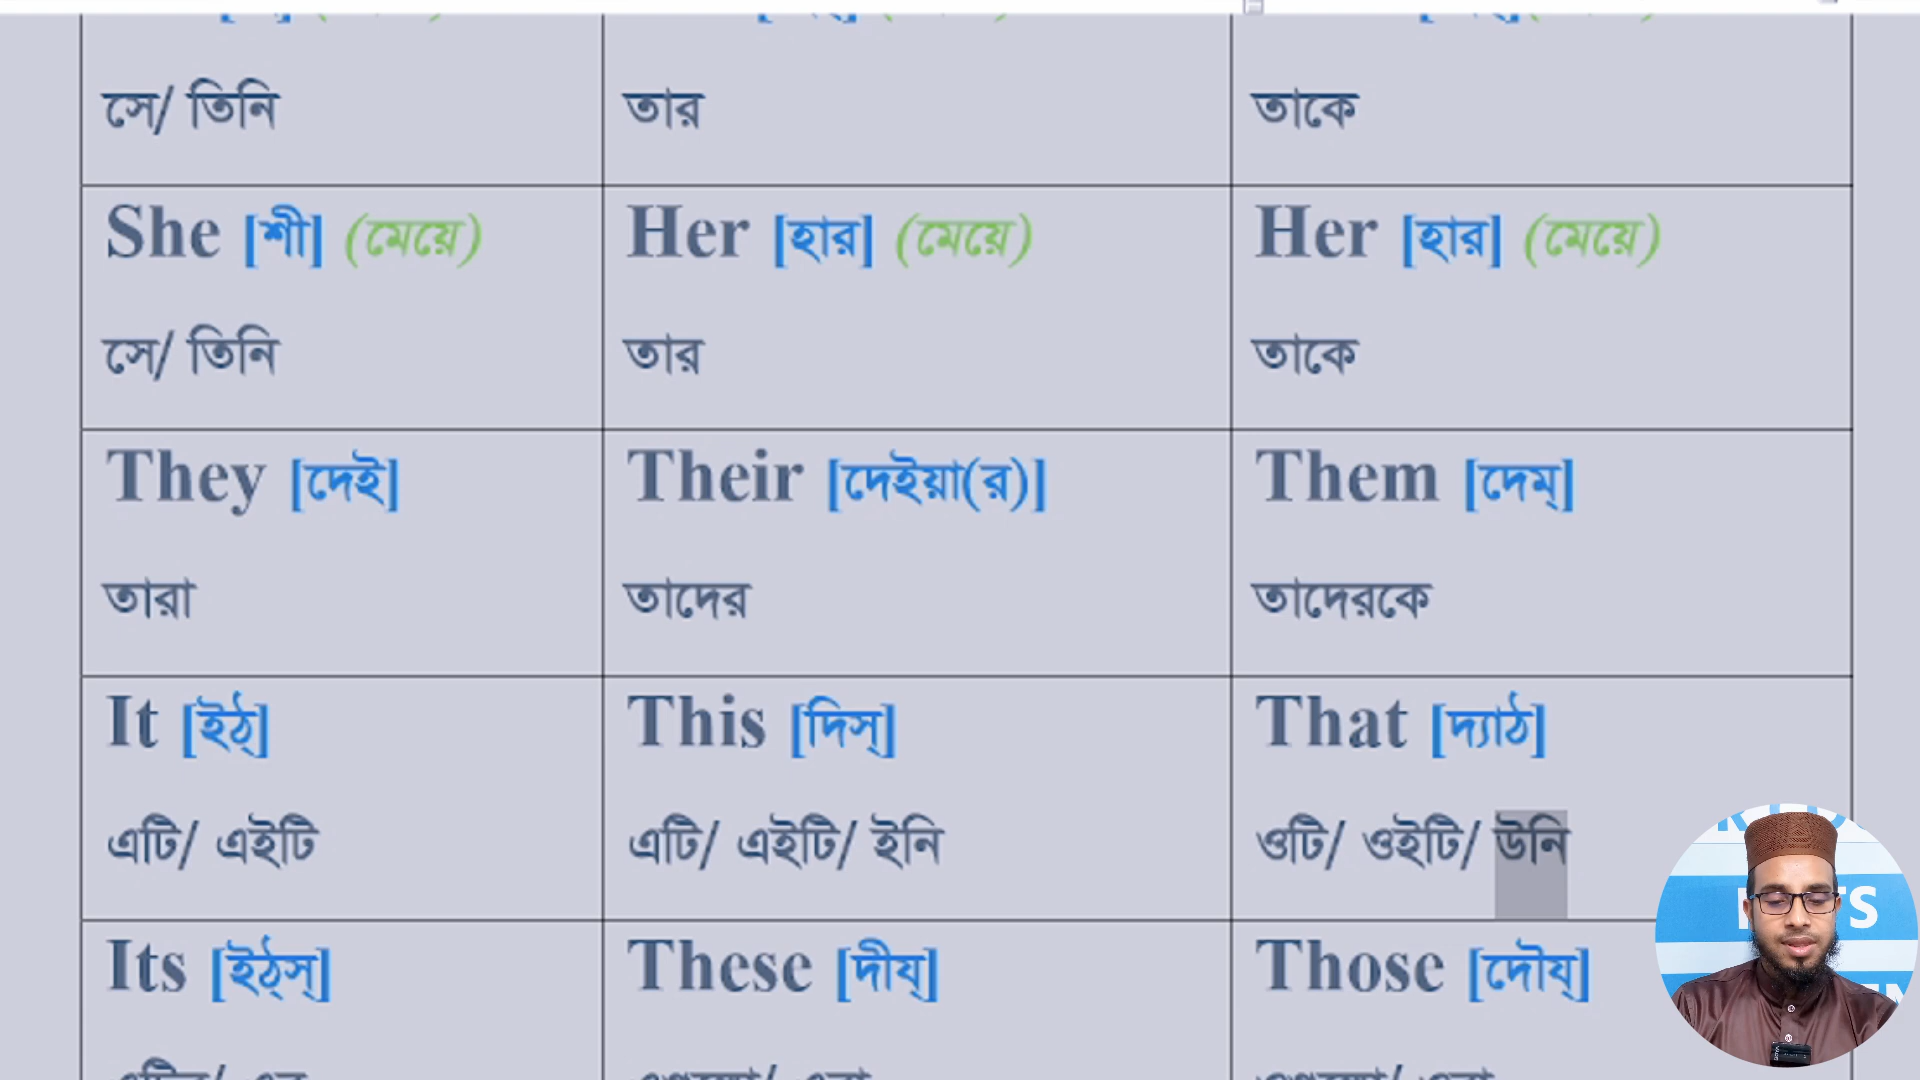 সে/ তিনি
তার
তাকে
She [শী] (মেয়ে)
Her [হার] (মেয়ে)
Her [হার] (মেয়ে)
সে/ তিনি
তার
তাকে
They [দেই]
Their [দেইয়া(র)]
Them [দেম্]
তারা
তাদের
তাদেরকে
It [ইঠ্]
This [দিস্]
That [দ্যাঠ]
এটি/ এইটি
এটি/ এইটি/ ইনি
ওটি/ ওইটি/ উনি
Its [ইঠ্স্]
These [দীয্]
Those [দৌয্]